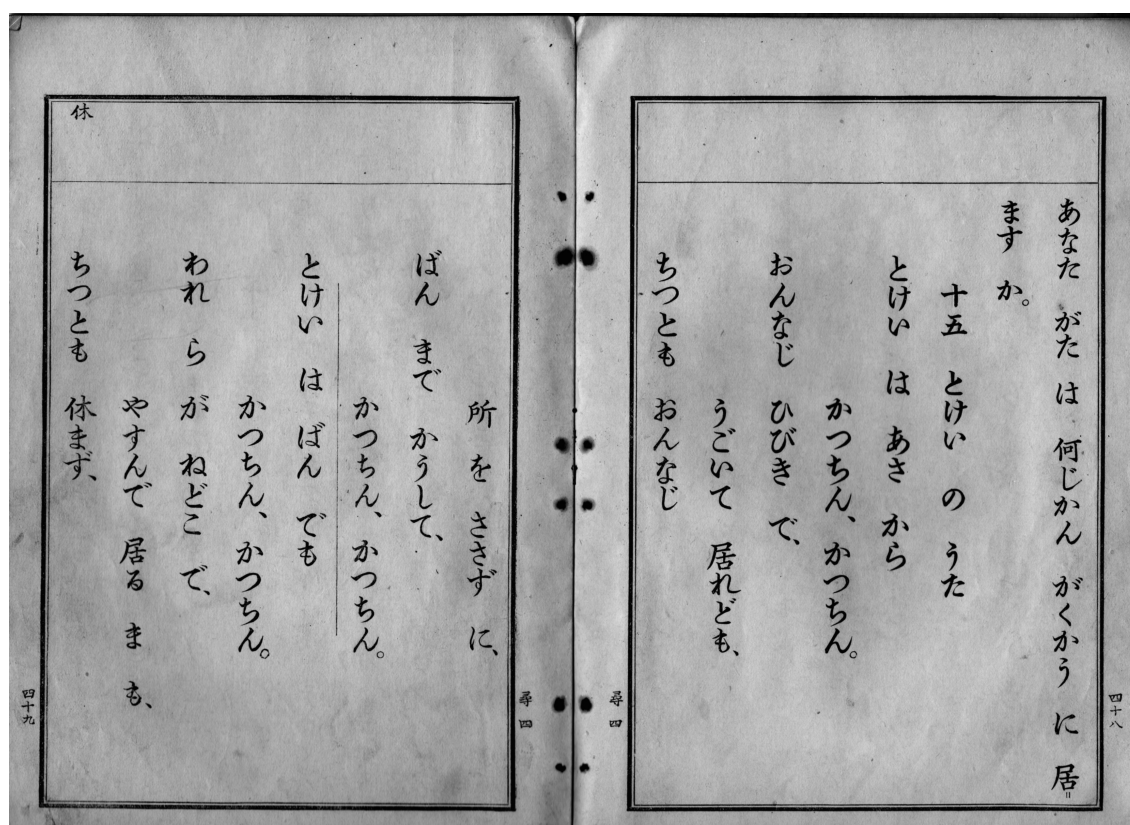 あなた がた は 何じかん がくかう に 居
ます か。
十五 とけい の うた
とけい は あさ から
かつちん、かつちん。
おんなじ ひびき で、
うごいて 居れども、
ちつとも おんなじ
四十八
尋四
休
所 を ささず に、
ばん まで かうして、
かつちん、かつちん。
とけい は ばん でも
かつちん、かつちん。
われ ら が ねどこ で、
やすんで 居る ま も、
ちつとも 休まず、
尋四
四十九